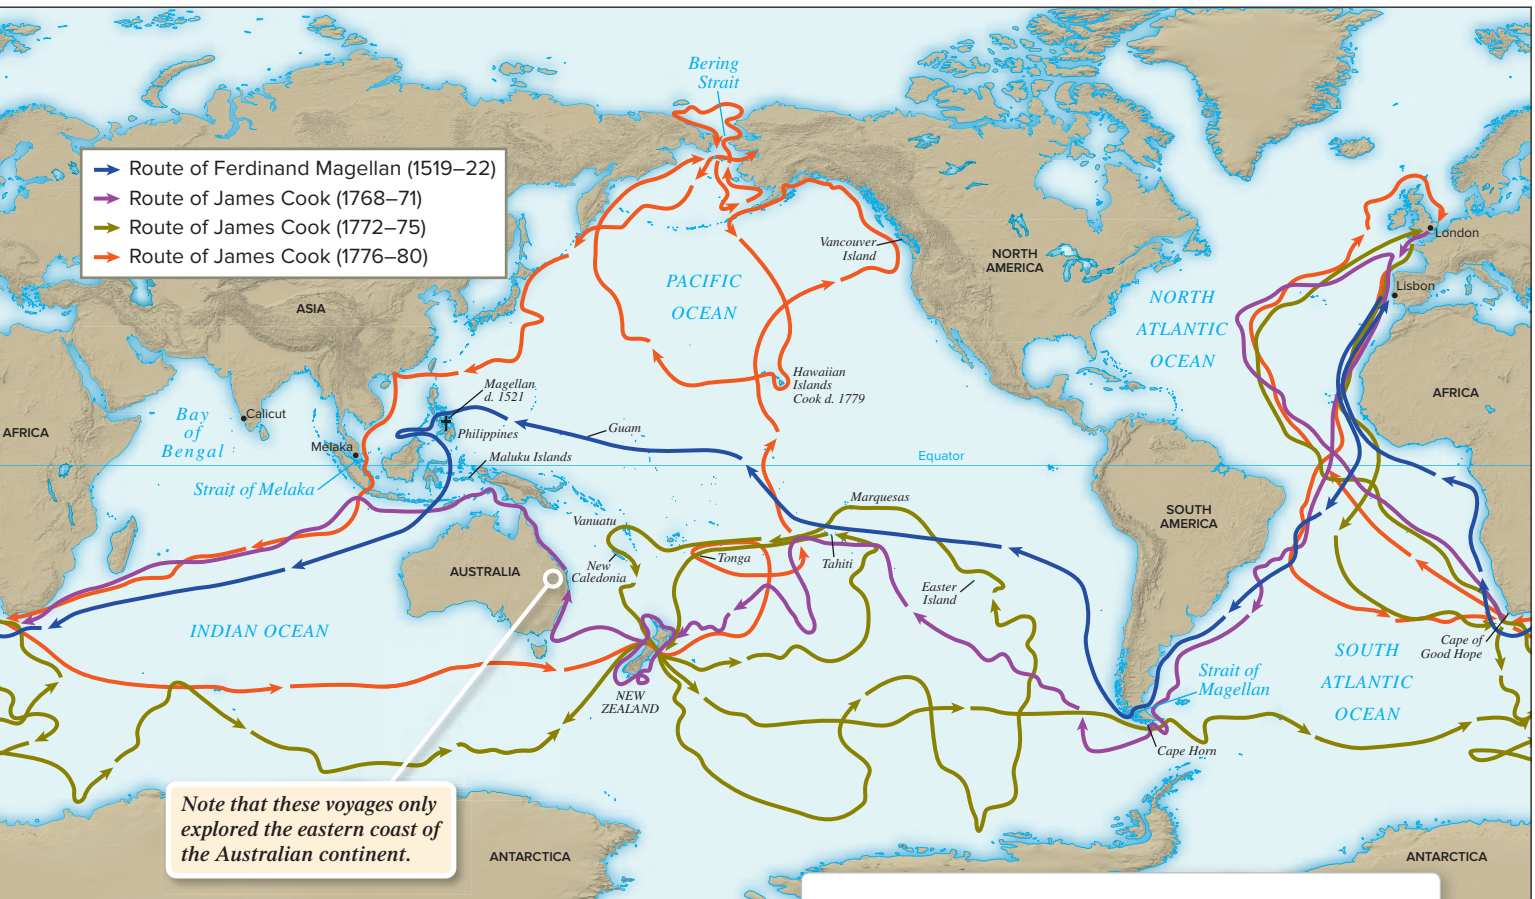 Bering
Strait
Route of Ferdinand Magellan (1519–22)
Route of James Cook (1768–71)
Route of James Cook (1772–75)
Route of James Cook (1776–80)
London
Vancouver
Island
NORTH
AMERICA
PACIFIC
OCEAN
NORTH
ATLANTIC
OCEAN
Lisbon
ASIA
Hawaiian
Islands
Cook d. 1779
Magellan
d. 1521
AFRICA
Bay
of
Bengal
Calicut
AFRICA
Guam
Philippines
Melaka
Maluku Islands
Equator
Strait of Melaka
Marquesas
SOUTH
AMERICA
Vanuatu
New
Caledonia
Tonga
Tahiti
AUSTRALIA
Easter
Island
INDIAN OCEAN
Cape of
Good Hope
SOUTH
ATLANTIC
OCEAN
Strait of
Magellan
NEW
ZEALAND
Cape Horn
Note that these voyages only
explored the eastern coast of
the Australian continent.
ANTARCTICA
ANTARCTICA